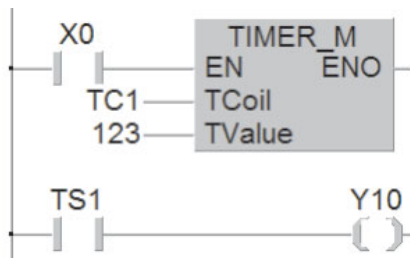 X0
TIMER_M
EN ENO
TC1 TCoil
123 TValue
TS1 Y10